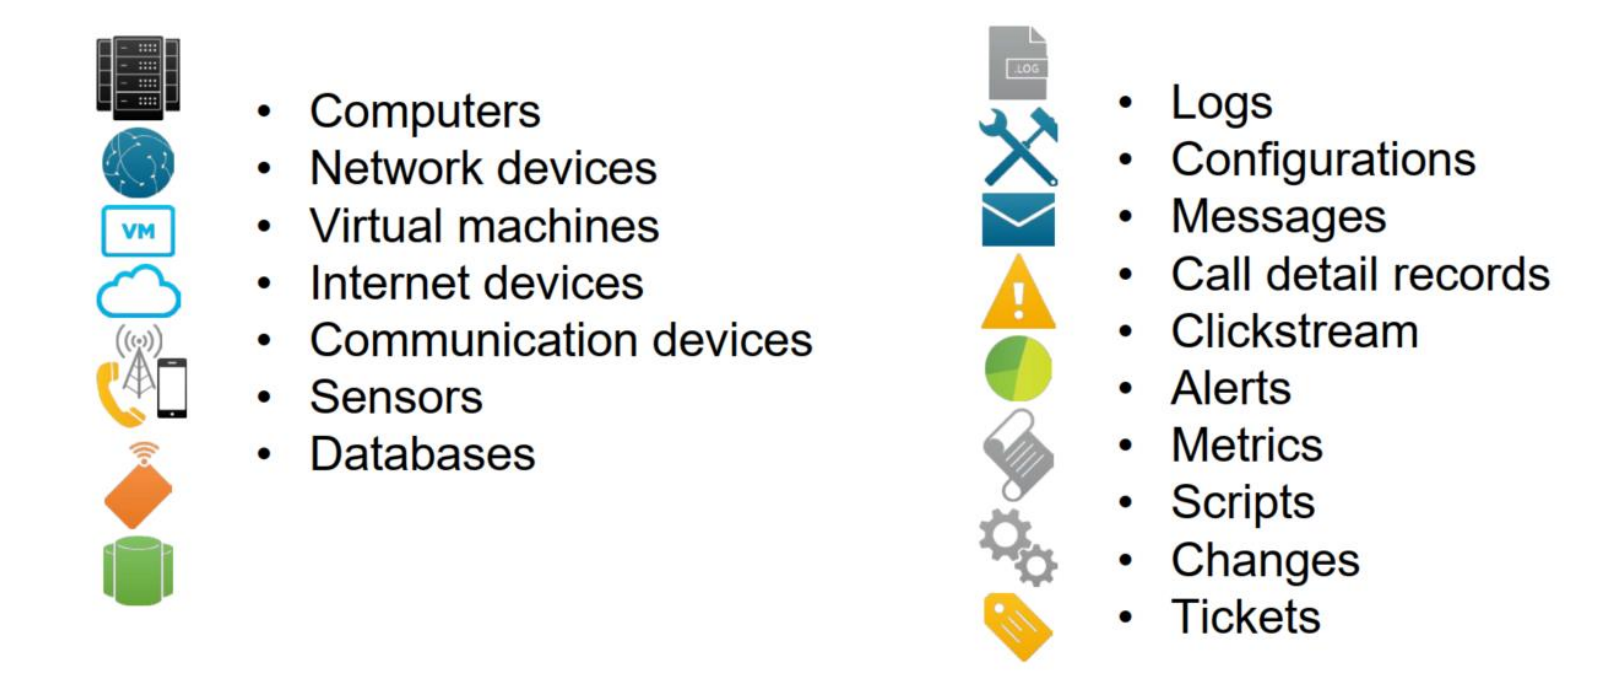 • Computers
• Network devices
• Virtual machines
• Internet devices
• Communication devices
• Sensors
• Databases
VM
.LOG
• Logs
• Configurations
• Messages
• Call detail records
• Clickstream
• Alerts
• Metrics
• Scripts
• Changes
• Tickets